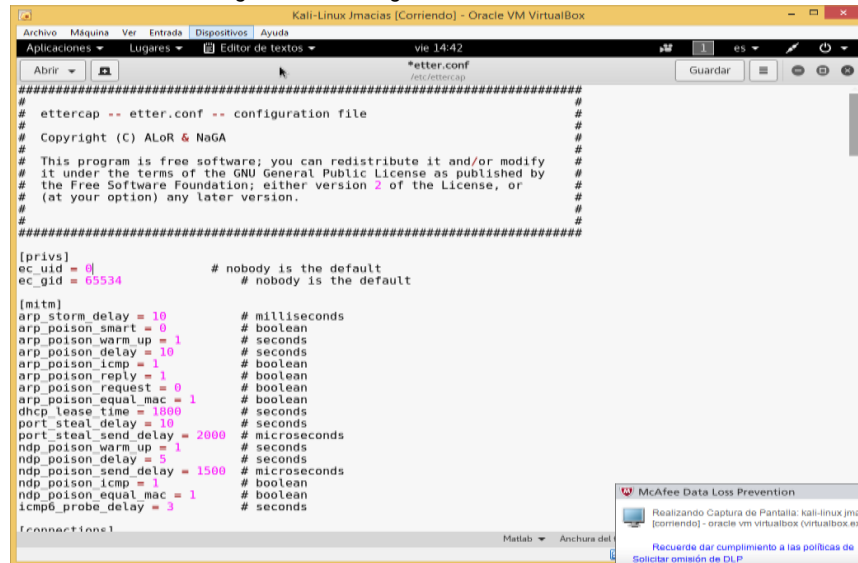 Kali-Linux Jmacias [Corriendo] - Oracle VM VirtualBox
Archivo Máquina Ver Entrada Dispositivos Ayuda
Aplicaciones Lugares Editor de textos vie 14:42 1 es
Abrir *etter.conf Guardar
/etc/ettercap
############################################################################
# #
# ettercap -- etter.conf -- configuration file #
# #
# Copyright (C) ALoR & NaGA #
# #
# This program is free software; you can redistribute it and/or modify #
# it under the terms of the GNU General Public License as published by #
# the Free Software Foundation; either version 2 of the License, or #
# (at your option) any later version. #
# #
# #
############################################################################
[privs]
ec_uid = 0 # nobody is the default
ec_gid = 65534 # nobody is the default
[mitm]
arp_storm_delay = 10 # milliseconds
arp_poison_smart = 0 # boolean
arp_poison_warm_up = 1 # seconds
arp_poison_delay = 10 # seconds
arp_poison_icmp = 1 # boolean
arp_poison_reply = 1 # boolean
arp_poison_request = 0 # boolean
arp_poison_equal_mac = 1 # boolean
dhcp_lease_time = 1800 # seconds
port_steal_delay = 10 # seconds
port_steal_send_delay = 2000 # microseconds
ndp_poison_warm_up = 1 # seconds
ndp_poison_delay = 5 # seconds
ndp_poison_send_delay = 1500 # microseconds
ndp_poison_icmp = 1 # boolean
ndp_poison_equal_mac = 1 # boolean
icmp6_probe_delay = 3 # seconds
[connections]
Matlab Anchura del
McAfee Data Loss Prevention
Realizando Captura de Pantalla: kali-linux jma
[corriendo] - oracle vm virtualbox (virtualbox.ex
Recuerde dar cumplimiento a las políticas de
Solicitar omisión de DLP